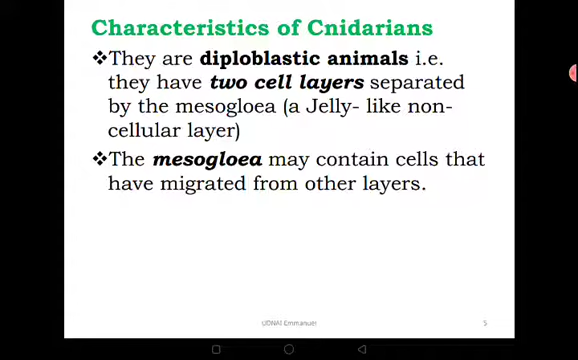 Characteristics of Cnidarians
❖They are diploblastic animals i.e.
they have two cell layers separated
by the mesogloea (a Jelly- like non-
cellular layer)
❖The mesogloea may contain cells that
have migrated from other layers.
UDNAI Emmanuel 5